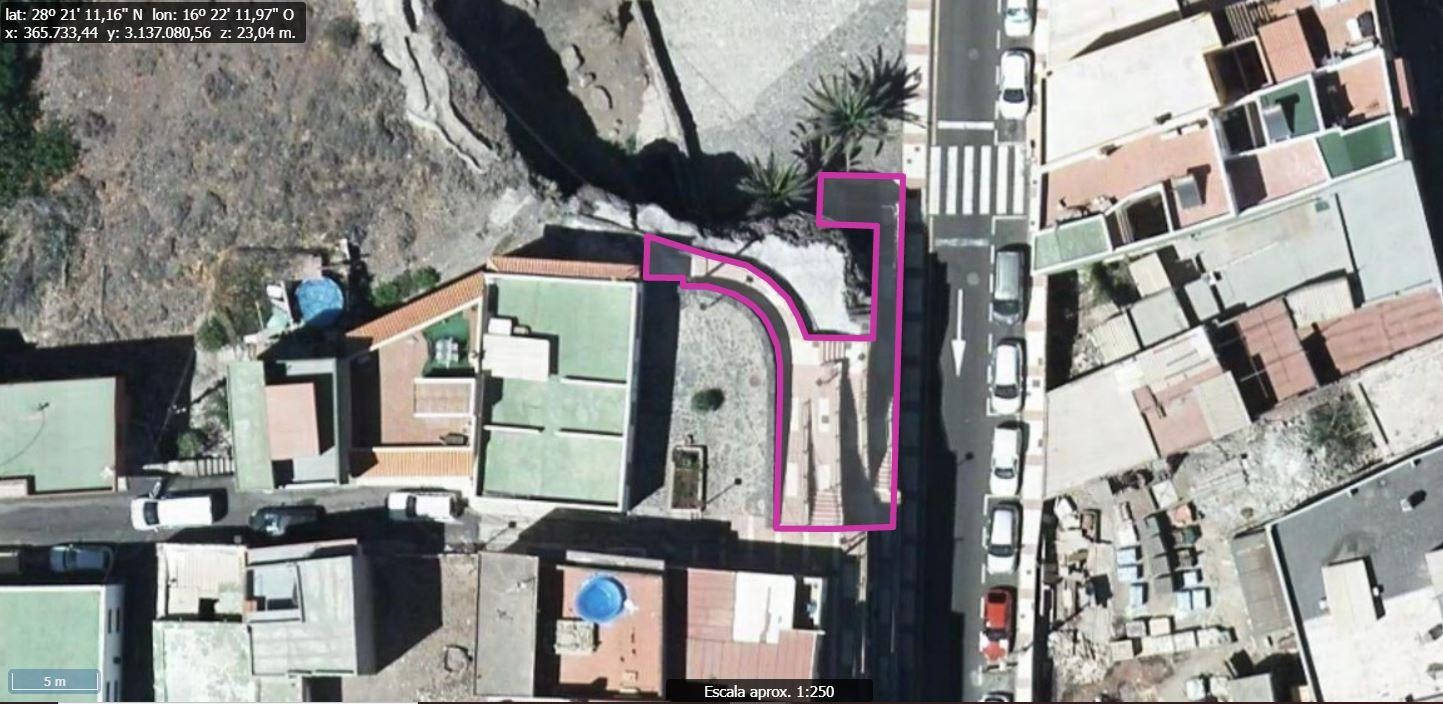 lat: 28º 21' 11,16" N  lon: 16º 22' 11,97" O
x: 365.733,44  y: 3.137.080,56  z: 23,04 m.
5 m
Escala aprox. 1:250